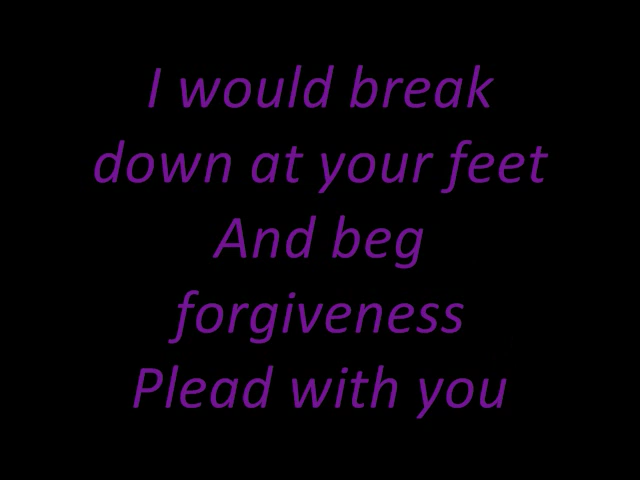 I would break
down at your feet
And beg
forgiveness
Plead with you